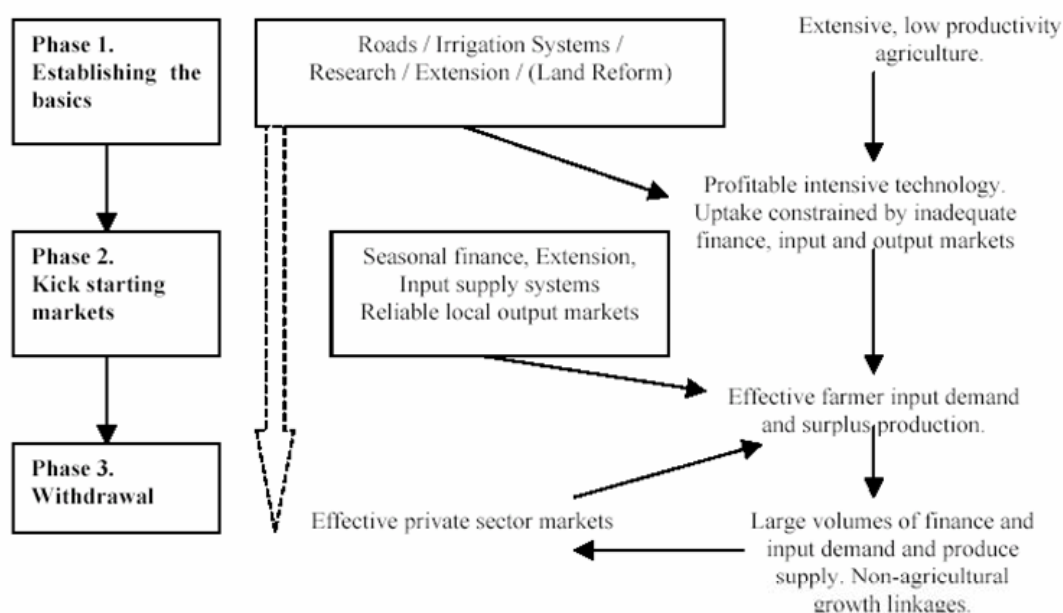 Phase 1.
Establishing the
basics
Roads / Irrigation Systems /
Research / Extension / (Land Reform)
Extensive, low productivity
agriculture.
Profitable intensive technology.
Uptake constrained by inadequate
finance, input and output markets
Phase 2.
Kick starting
markets
Seasonal finance, Extension,
Input supply systems
Reliable local output markets
Effective farmer input demand
and surplus production.
Phase 3.
Withdrawal
Effective private sector markets
Large volumes of finance and
input demand and produce
supply. Non-agricultural
growth linkages.